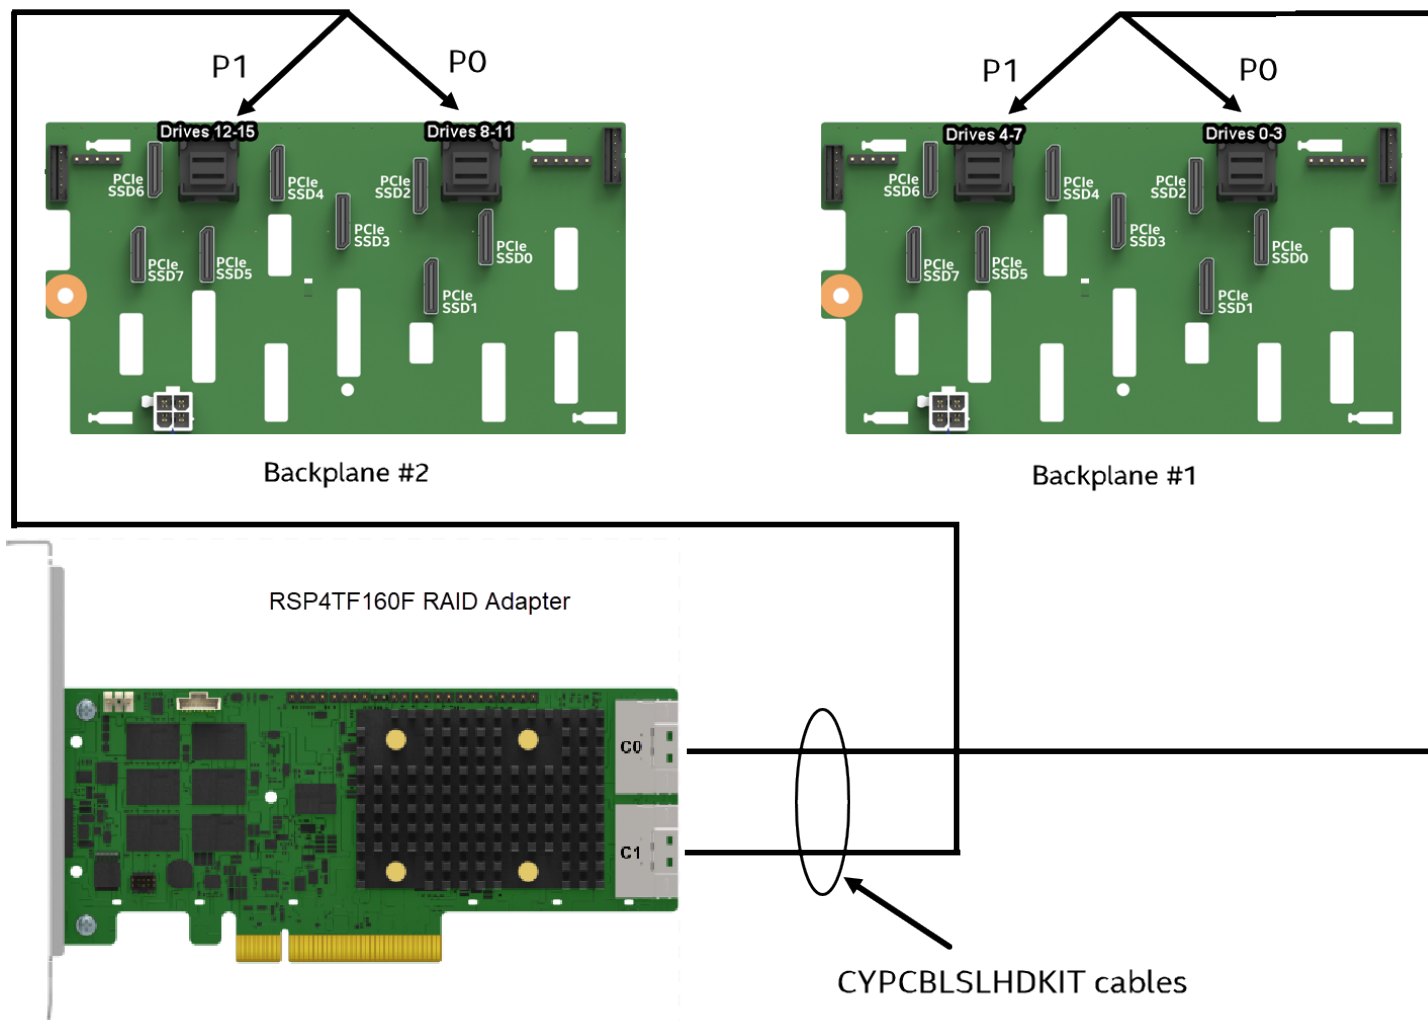 P1
P0
P1
P0
Drives 12-15
Drives 8-11
Drives 4-7
Drives 0-3
PCIe
SSD6
PCIe
SSD4
PCIe
SSD2
PCIe
SSD3
PCIe
SSD0
PCIe
SSD7
PCIe
SSD5
PCIe
SSD1
PCIe
SSD6
PCIe
SSD4
PCIe
SSD2
PCIe
SSD3
PCIe
SSD0
PCIe
SSD7
PCIe
SSD5
PCIe
SSD1
Backplane #2
Backplane #1
RSP4TF160F RAID Adapter
C0
C1
CYPCBLSLHDKIT cables